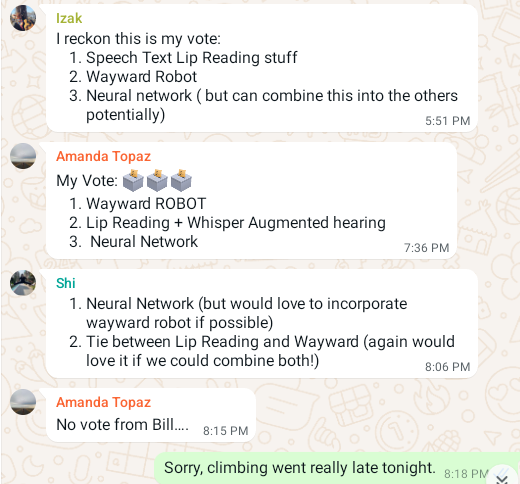 Izak
I reckon this is my vote:
1. Speech Text Lip Reading stuff
2. Wayward Robot
3. Neural network ( but can combine this into the others
potentially)
5:51 PM
Amanda Topaz
My Vote: 🗳️🗳️🗳️
1. Wayward ROBOT
2. Lip Reading + Whisper Augmented hearing
3. Neural Network
7:36 PM
Shi
1. Neural Network (but would love to incorporate
wayward robot if possible)
2. Tie between Lip Reading and Wayward (again would
love it if we could combine both!)
8:06 PM
Amanda Topaz
No vote from Bill.... 8:15 PM
Sorry, climbing went really late tonight. 8:18 PM